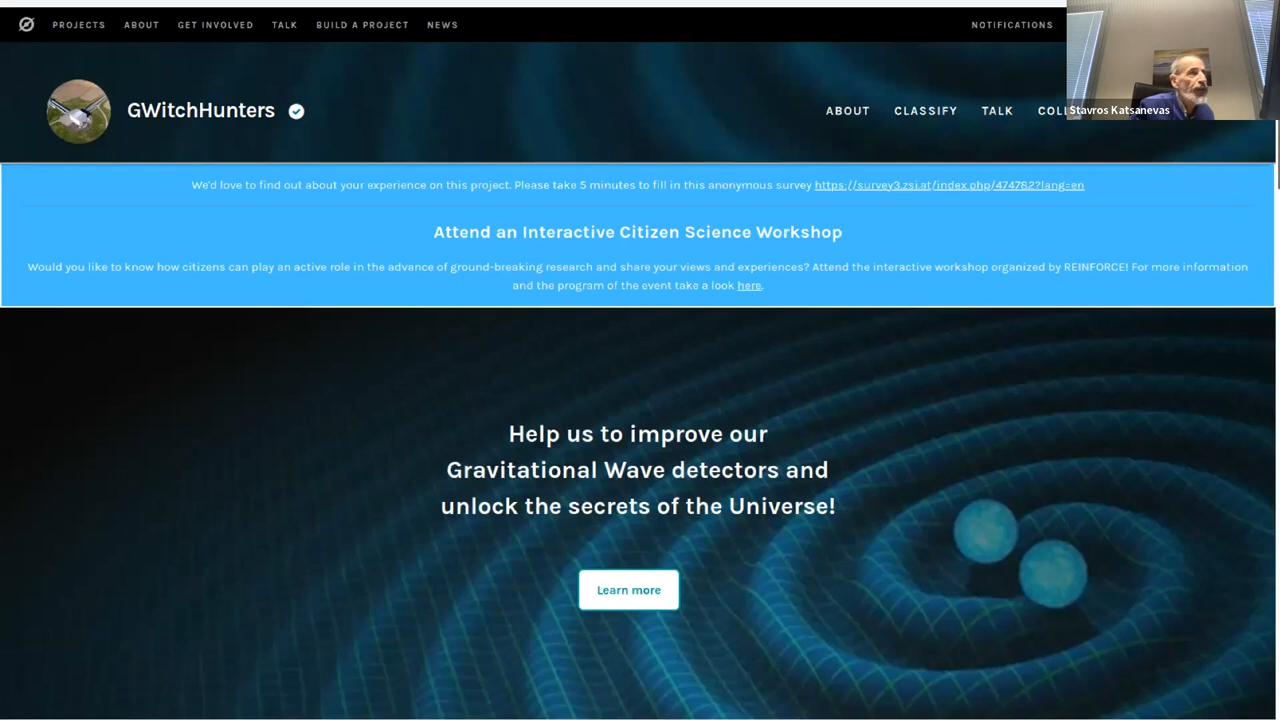 PROJECTS ABOUT GET INVOLVED TALK BUILD A PROJECT NEWS NOTIFICATIONS
GWitchHunters ABOUT CLASSIFY TALK
Stavros Katsanevas
We'd love to find out about your experience on this project. Please take 5 minutes to fill in this anonymous survey https://survey3.zsi.at/index.php/474782?lang=en
Attend an Interactive Citizen Science Workshop
Would you like to know how citizens can play an active role in the advance of ground-breaking research and share your views and experiences? Attend the interactive workshop organized by REINFORCE! For more information
and the program of the event take a look here.
Help us to improve our
Gravitational Wave detectors and
unlock the secrets of the Universe!
Learn more